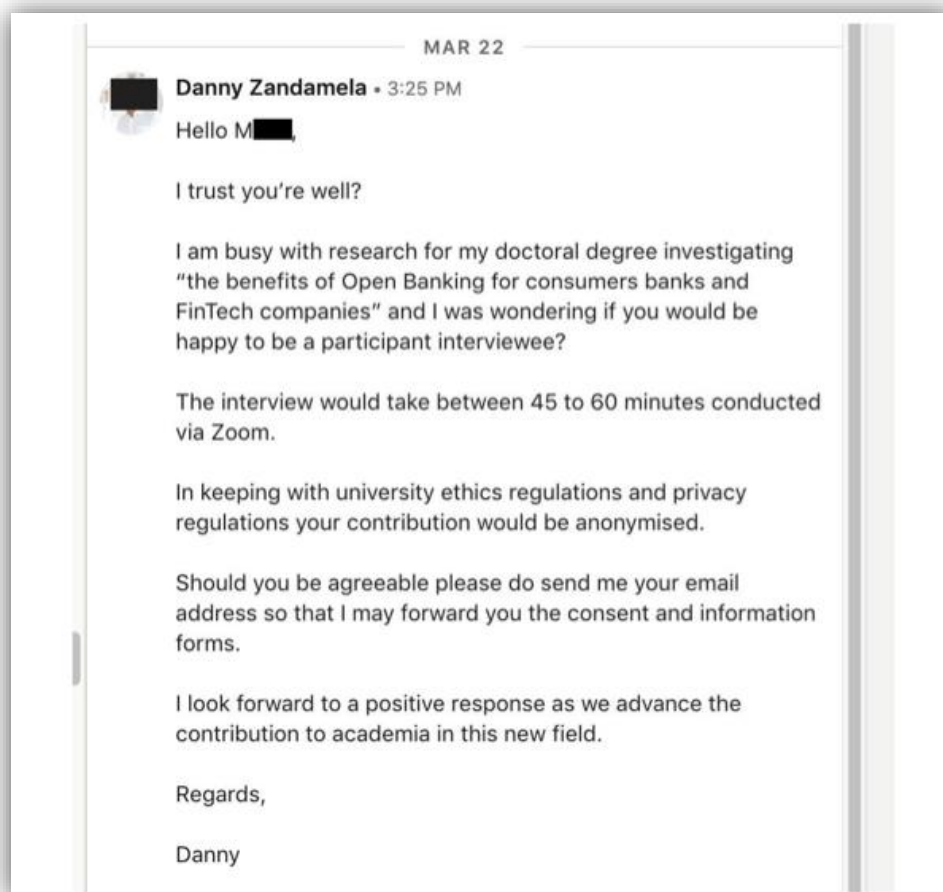 MAR 22
Danny Zandamela • 3:25 PM
Hello M
I trust you're well?
I am busy with research for my doctoral degree investigating
"the benefits of Open Banking for consumers banks and
FinTech companies" and I was wondering if you would be
happy to be a participant interviewee?
The interview would take between 45 to 60 minutes conducted
via Zoom.
In keeping with university ethics regulations and privacy
regulations your contribution would be anonymised.
Should you be agreeable please do send me your email
address so that I may forward you the consent and information
forms.
I look forward to a positive response as we advance the
contribution to academia in this new field.
Regards,
Danny